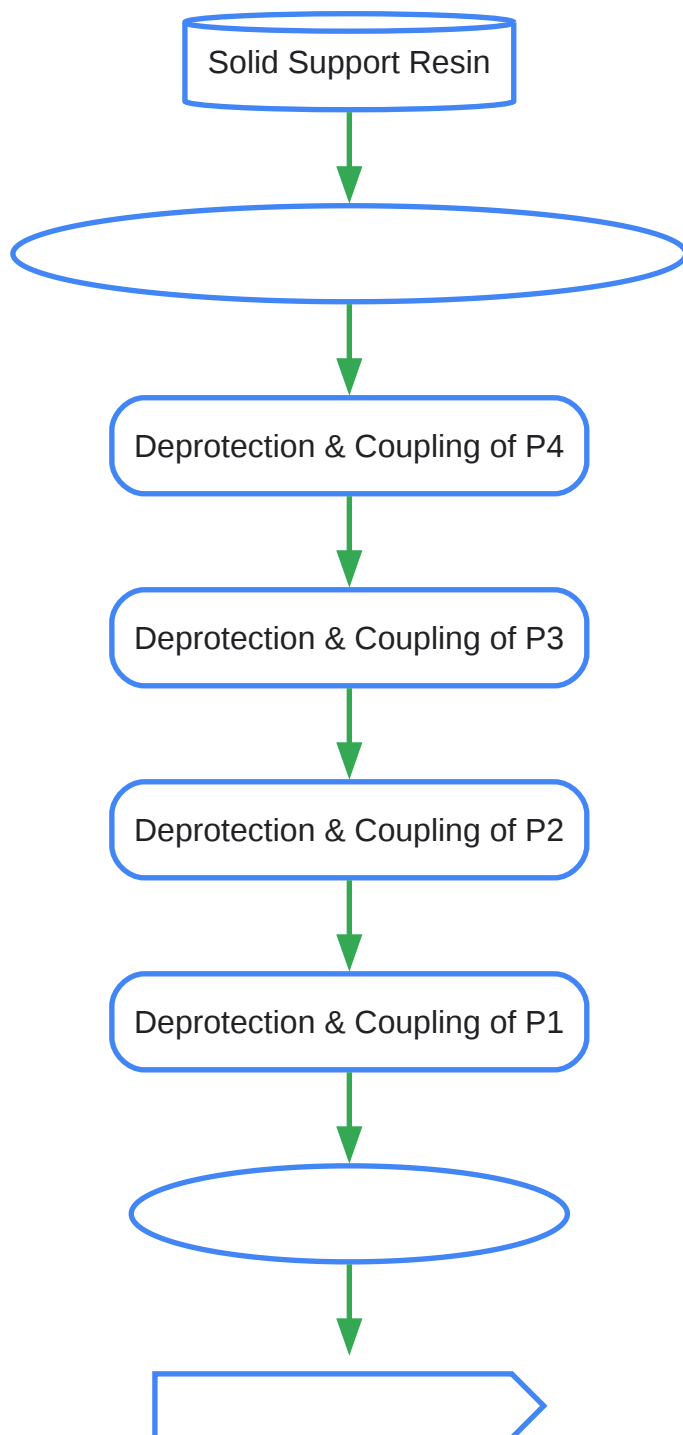 Solid Support Resin
Deprotection & Coupling of P4
Deprotection & Coupling of P3
Deprotection & Coupling of P2
Deprotection & Coupling of P1